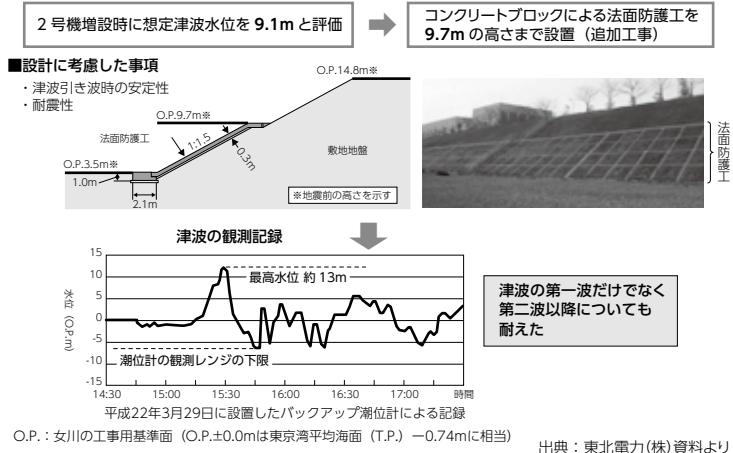 2号機増設時に想定津波水位を9.1mと評価
コンクリートブロックによる法面防護工を
9.7mの高さまで設置（追加工事）
■設計に考慮した事項
・津波引き波時の安定性
・耐震性
O.P.14.8m※
O.P.9.7m※
法面防護工
1:1.5
0.3m
敷地地盤
O.P.3.5m※
1.0m
2.1m
※地震前の高さを示す
法面防護工
津波の観測記録
水位（O.P.m）
15
10
5
0
-5
-10
-15
最高水位 約13m
潮位計の観測レンジの下限
14:30 15:00 15:30 16:00 16:30 17:00 時間
平成22年3月29日に設置したバックアップ潮位計による記録
津波の第一波だけでなく
第二波以降についても
耐えた
O.P.：女川の工事用基準面（O.P.±0.0mは東京湾平均海面（T.P.）－0.74mに相当）
出典：東北電力(株)資料より